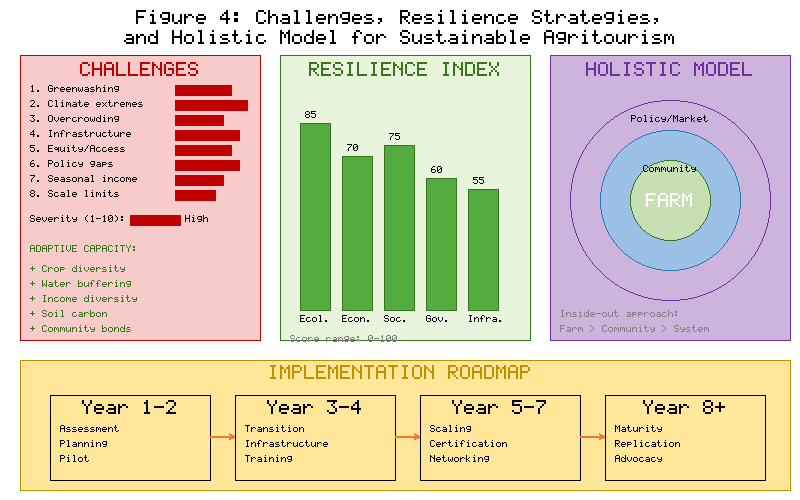 Figure 4: Challenges, Resilience Strategies,
and Holistic Model for Sustainable Agritourism
CHALLENGES
1. Greenwashing
2. Climate extremes
3. Overcrowding
4. Infrastructure
5. Equity/Access
6. Policy gaps
7. Seasonal income
8. Scale limits
Severity (1-10): High
ADAPTIVE CAPACITY:
+ Crop diversity
+ Water buffering
+ Income diversity
+ Soil carbon
+ Community bonds
RESILIENCE INDEX
85
70
75
60
55
Ecol. Econ. Soc. Gov. Infra.
Score range: 0-100
HOLISTIC MODEL
Policy/Market
Community
FARM
Inside-out approach:
Farm > Community > System
IMPLEMENTATION ROADMAP
Year 1-2
Assessment
Planning
Pilot
Year 3-4
Transition
Infrastructure
Training
Year 5-7
Scaling
Certification
Networking
Year 8+
Maturity
Replication
Advocacy